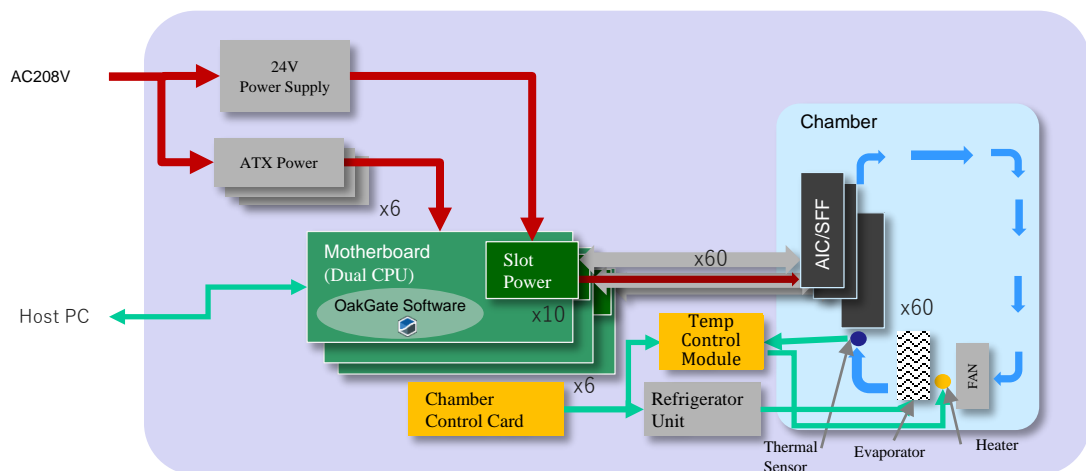 AC208V
24V
Power Supply
ATX Power
x6
Chamber
AIC/SFF
x60
Motherboard
(Dual CPU)
Slot
Power
x60
OakGate Software
x10
Host PC
Temp
Control
Module
x6
Chamber
Control Card
Refrigerator
Unit
FAN
Thermal
Sensor
Evaporator
Heater